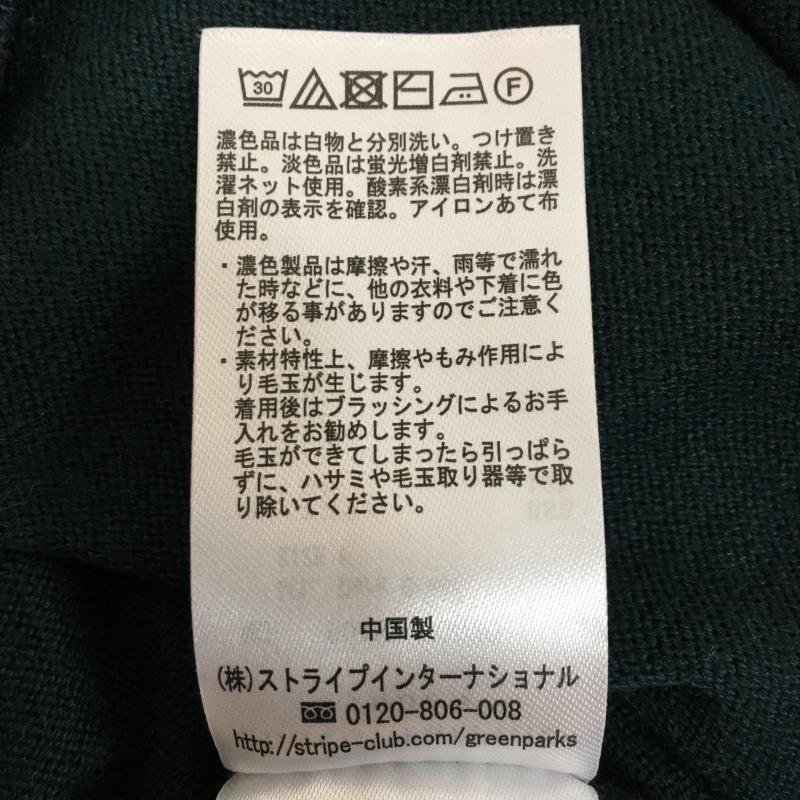 30 F
濃色品は白物と分別洗い。つけ置き
禁止。淡色品は蛍光増白剤禁止。洗
濯ネット使用。酸素系漂白剤時は漂
白剤の表示を確認。アイロンあて布
使用。
・濃色製品は摩擦や汗、雨等で濡れ
た時などに、他の衣料や下着に色
が移る事がありますのでご注意く
ださい。
・素材特性上、摩擦やもみ作用によ
り毛玉が生じます。
着用後はブラッシングによるお手
入れをお勧めします。
毛玉ができてしまったら引っぱら
ずに、ハサミや毛玉取り器等で取
り除いてください。
中国製
(株)ストライプインターナショナル
0120-806-008
http://stripe-club.com/greenparks